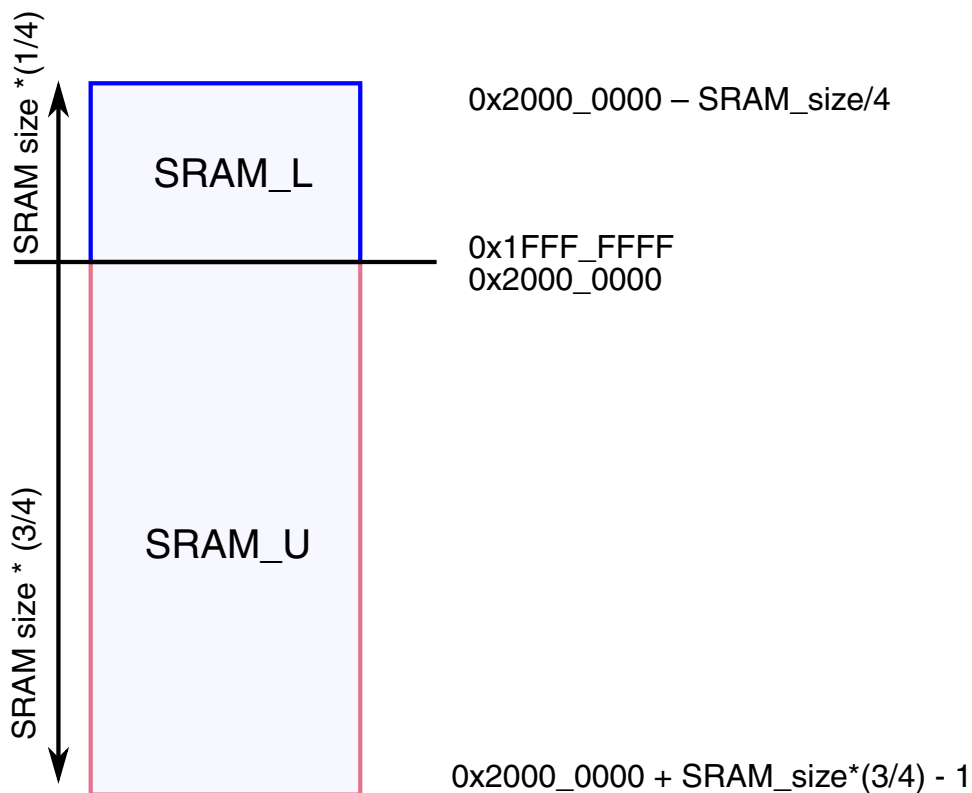 SRAM size *(1/4)
0x2000_0000 – SRAM_size/4
SRAM_L
0x1FFF_FFFF
0x2000_0000
SRAM size * (3/4)
SRAM_U
0x2000_0000 + SRAM_size*(3/4) - 1